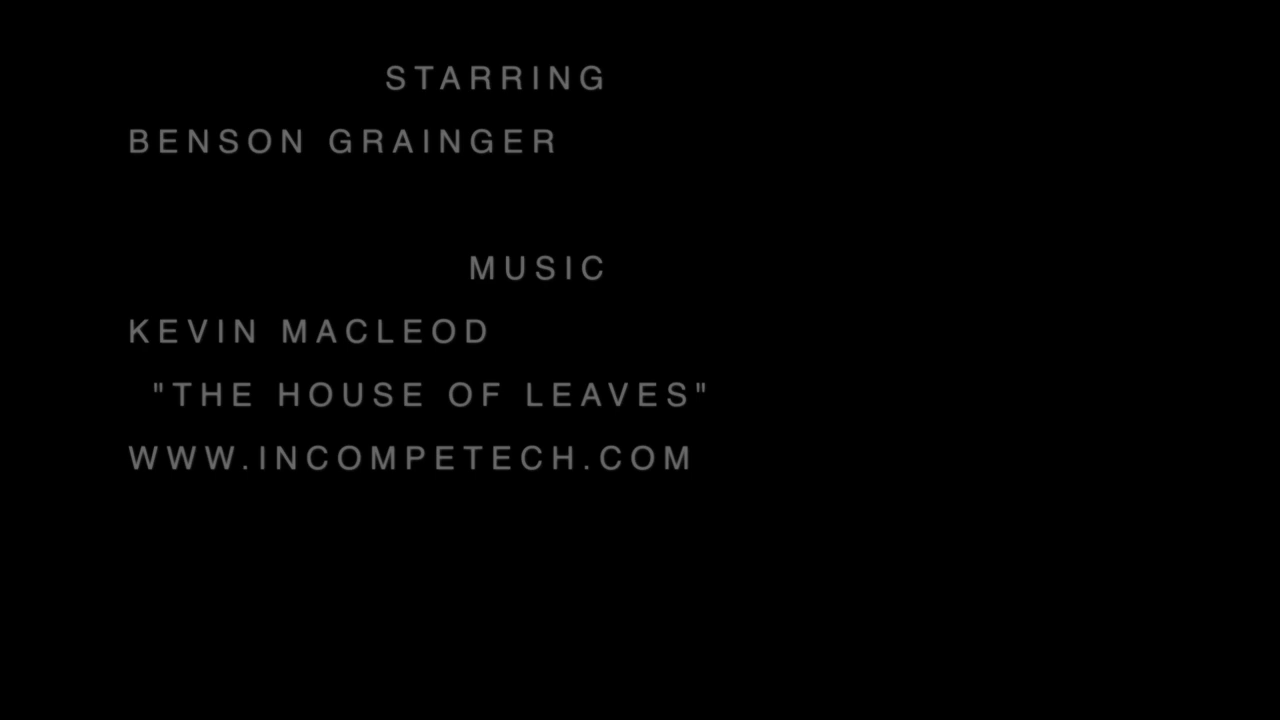 STARRING
BENSON GRAINGER
MUSIC
KEVIN MACLEOD
"THE HOUSE OF LEAVES"
WWW.INCOMPETECH.COM